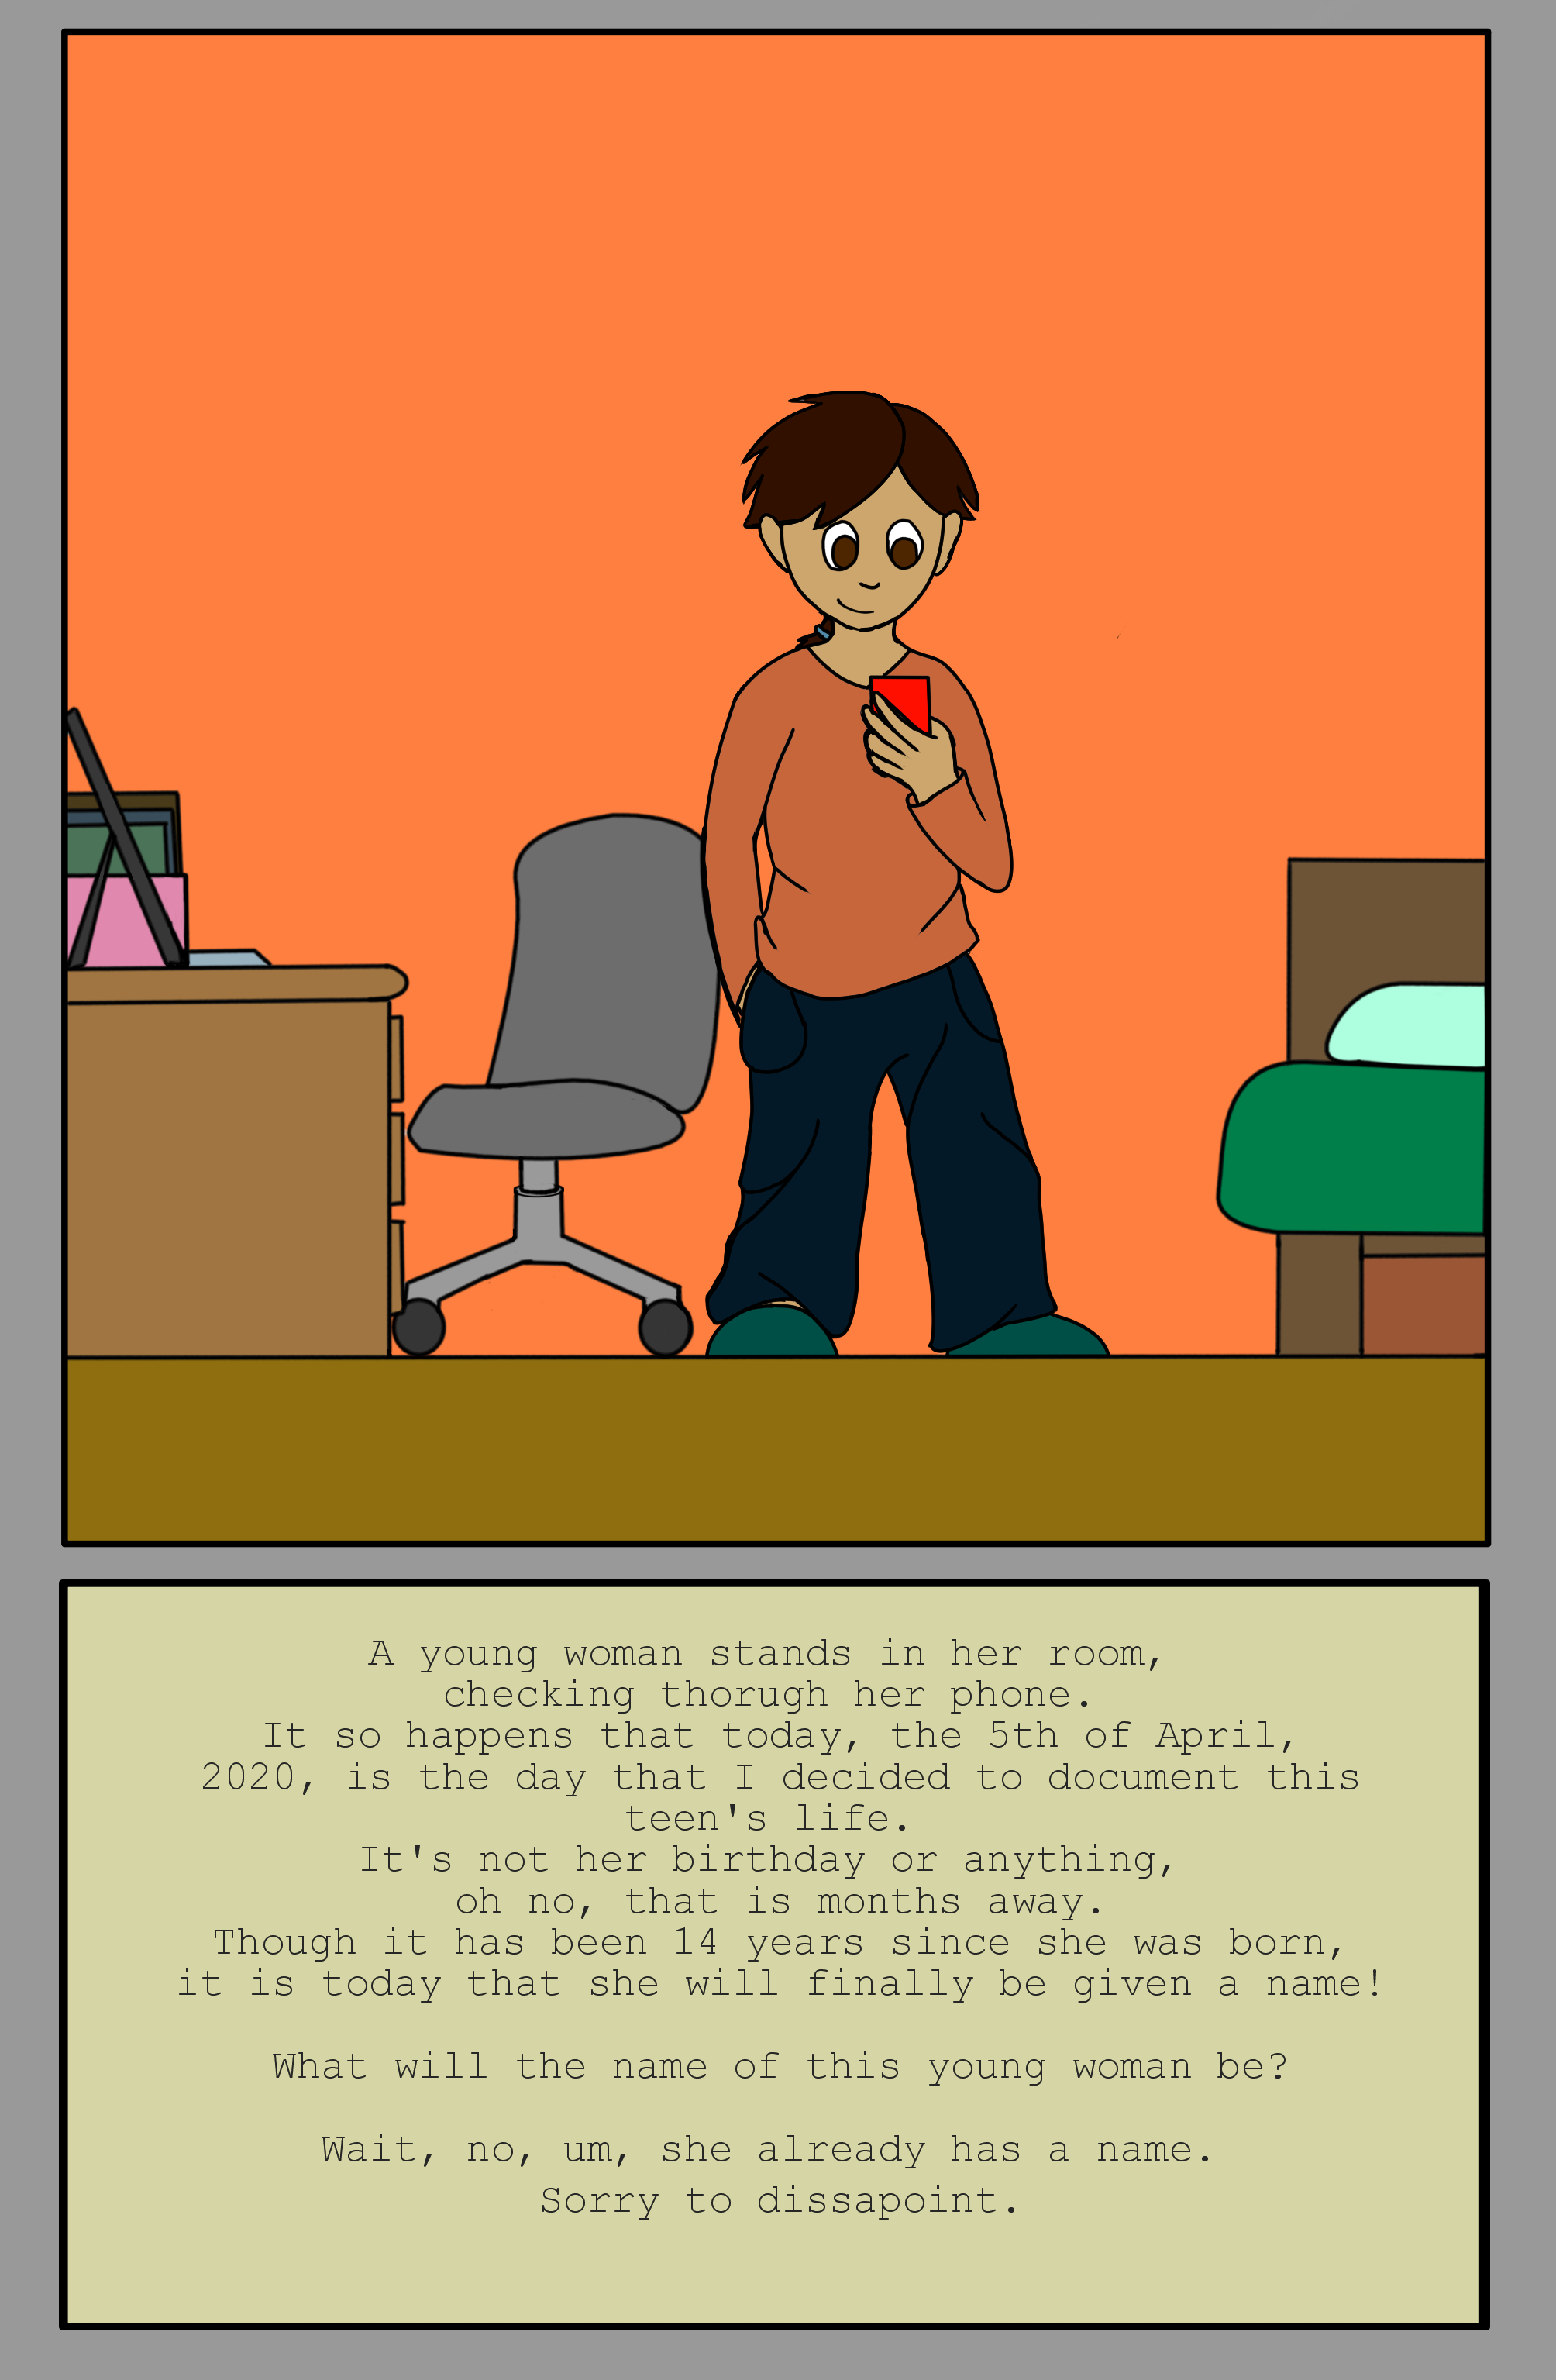 A young woman stands in her room,
checking thorugh her phone.
It so happens that today, the 5th of April,
2020, is the day that I decided to document this
teen's life.
It's not her birthday or anything,
oh no, that is months away.
Though it has been 14 years since she was born,
it is today that she will finally be given a name!
What will the name of this young woman be?
Wait, no, um, she already has a name.
Sorry to dissapoint.